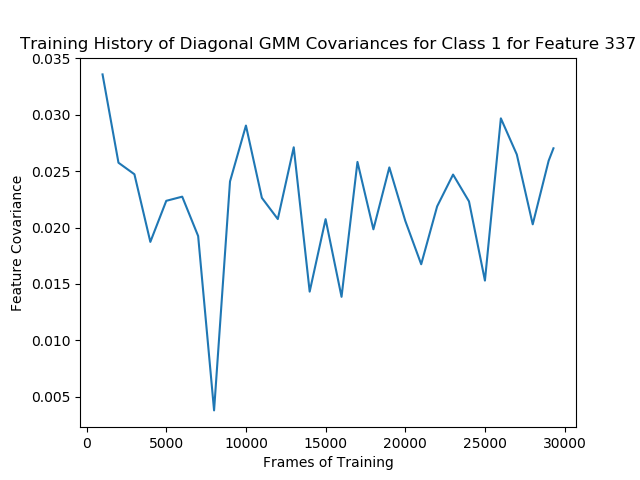 Training History of Diagonal GMM Covariances for Class 1 for Feature 337
0.035
0.030
0.025
0.020
0.015
0.010
0.005
Feature Covariance
0 5000 10000 15000 20000 25000 30000
Frames of Training